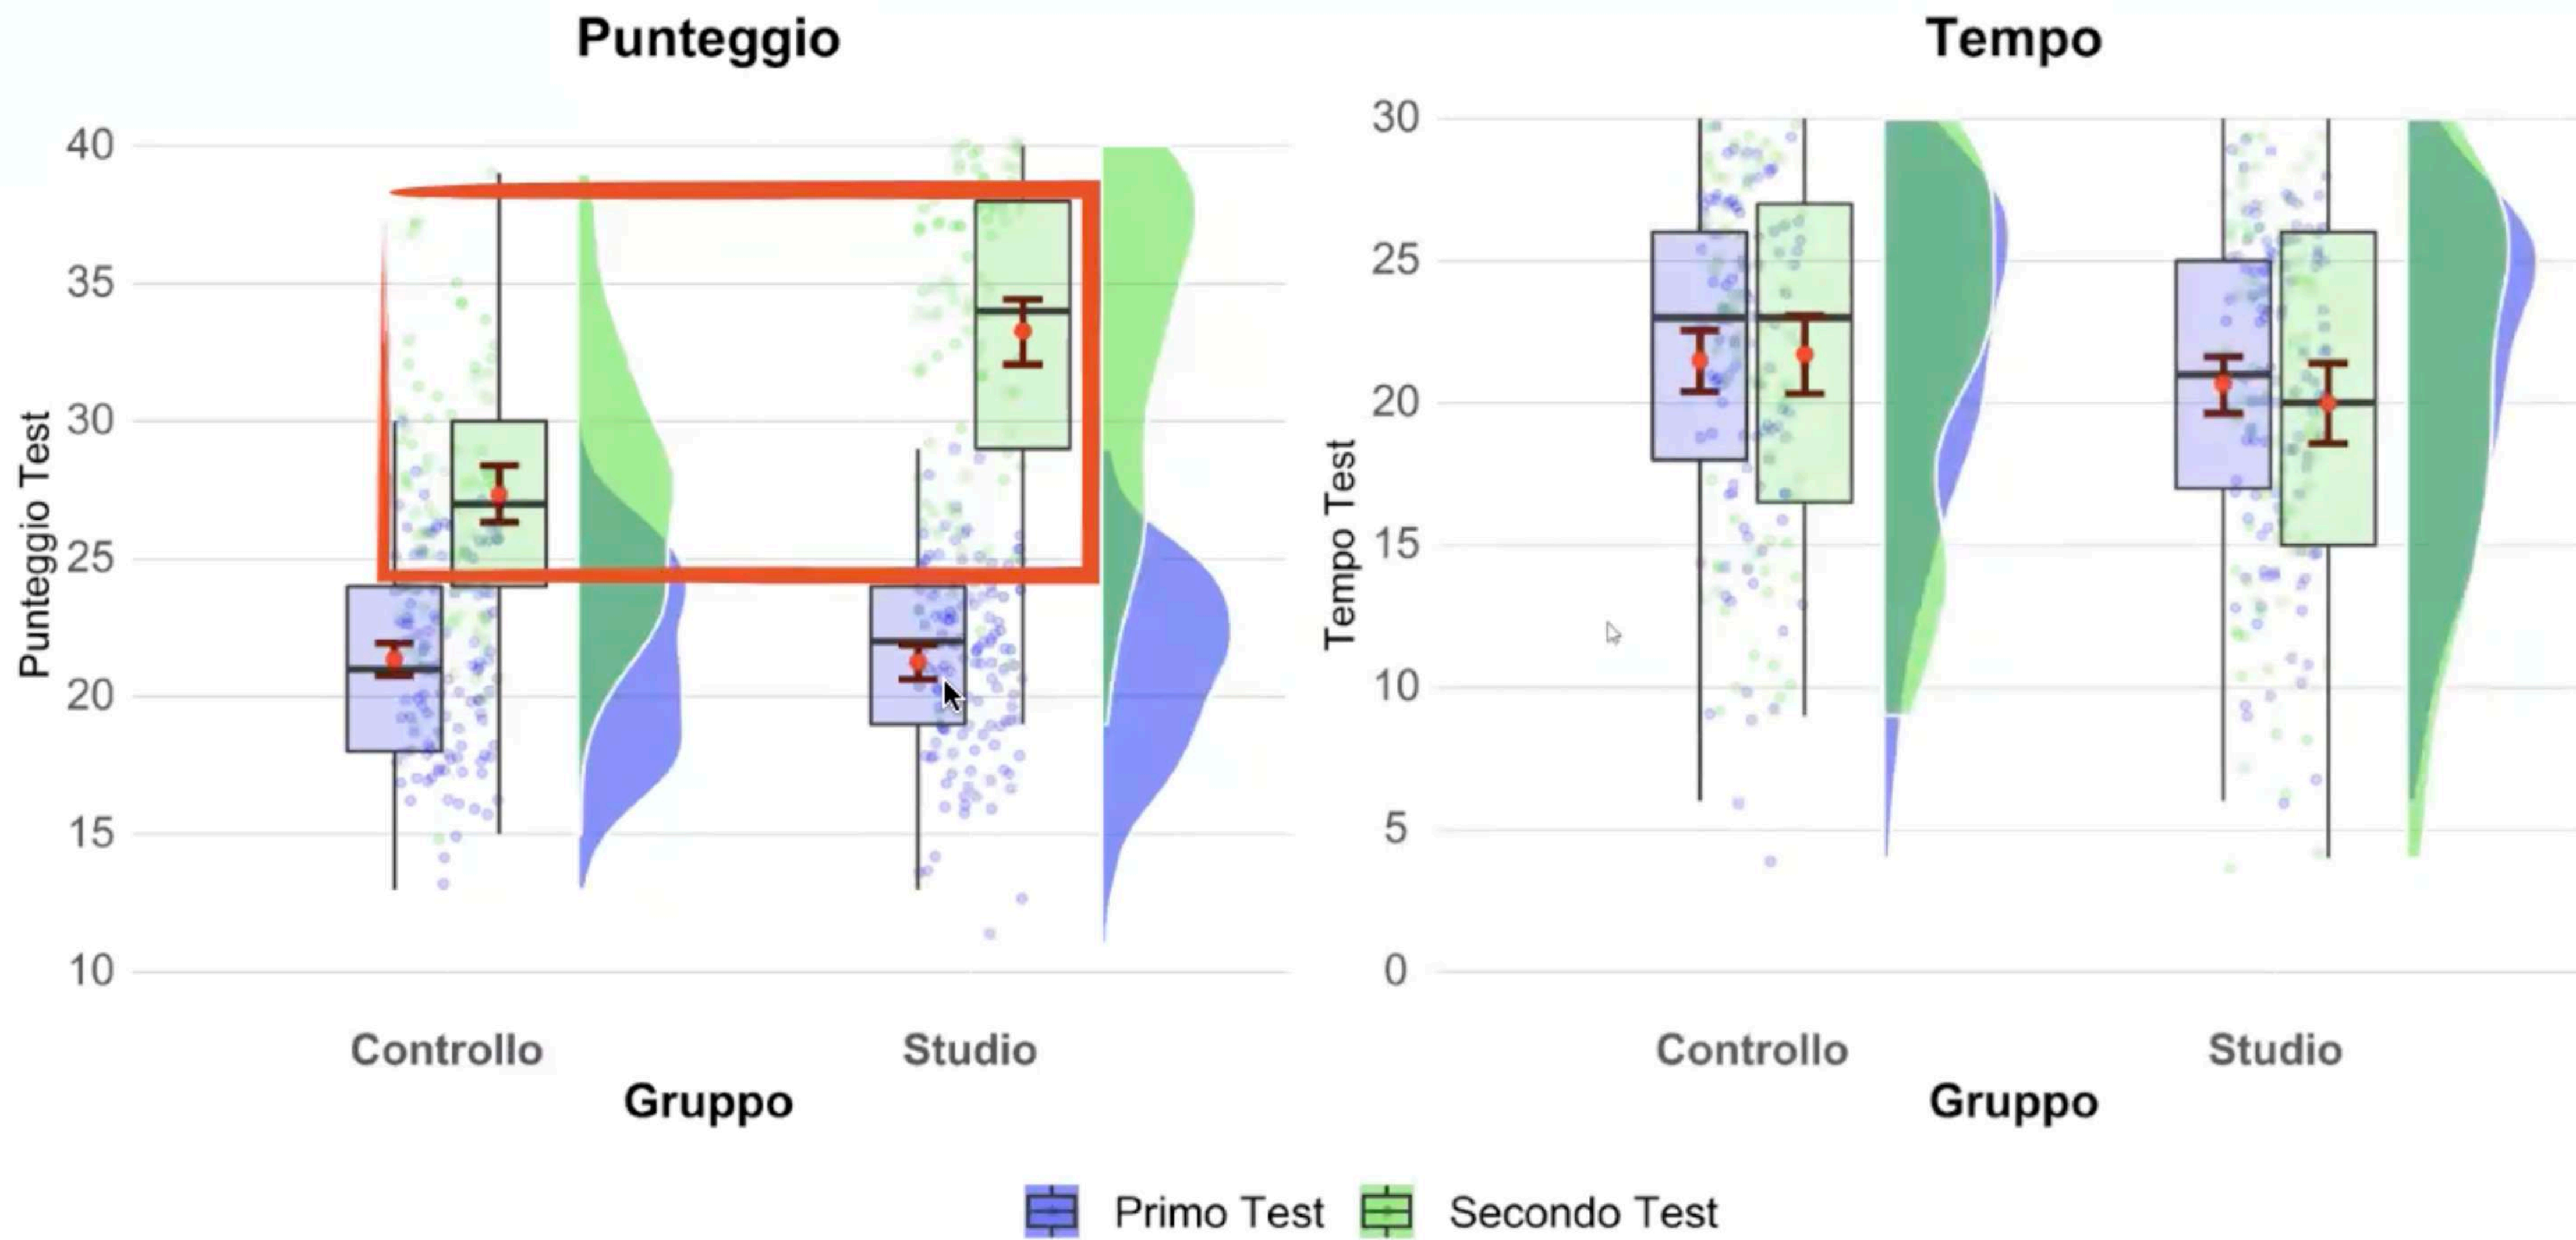 Punteggio
Punteggio Test
40
35
30
25
20
15
10
Controllo Studio
Gruppo
Tempo
Tempo Test
30
25
20
15
10
5
0
Controllo Studio
Gruppo
Primo Test Secondo Test